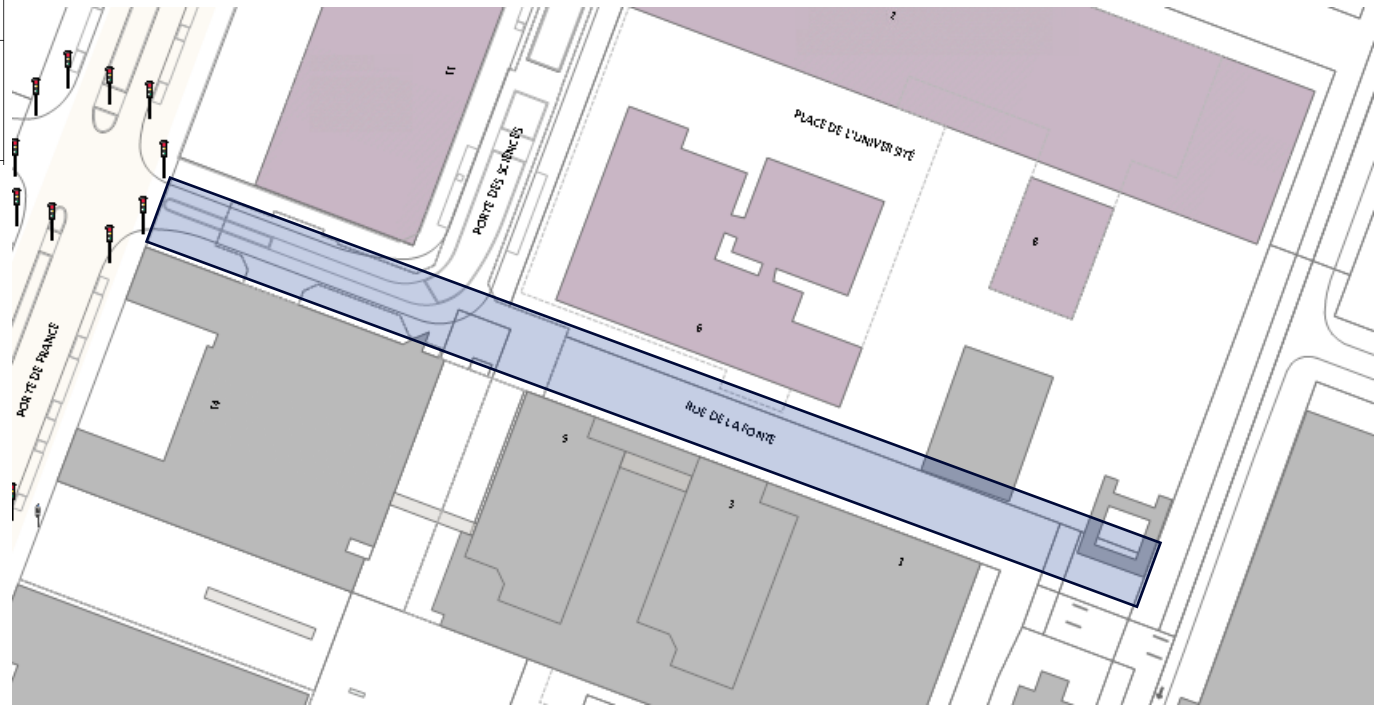 2
11
PLACE DE L'UNIVERSITÉ
PORTE DES SCIENCES
8
6
PORTE DE FRANCE
14
RUE DE LA FONTE
5
3
1